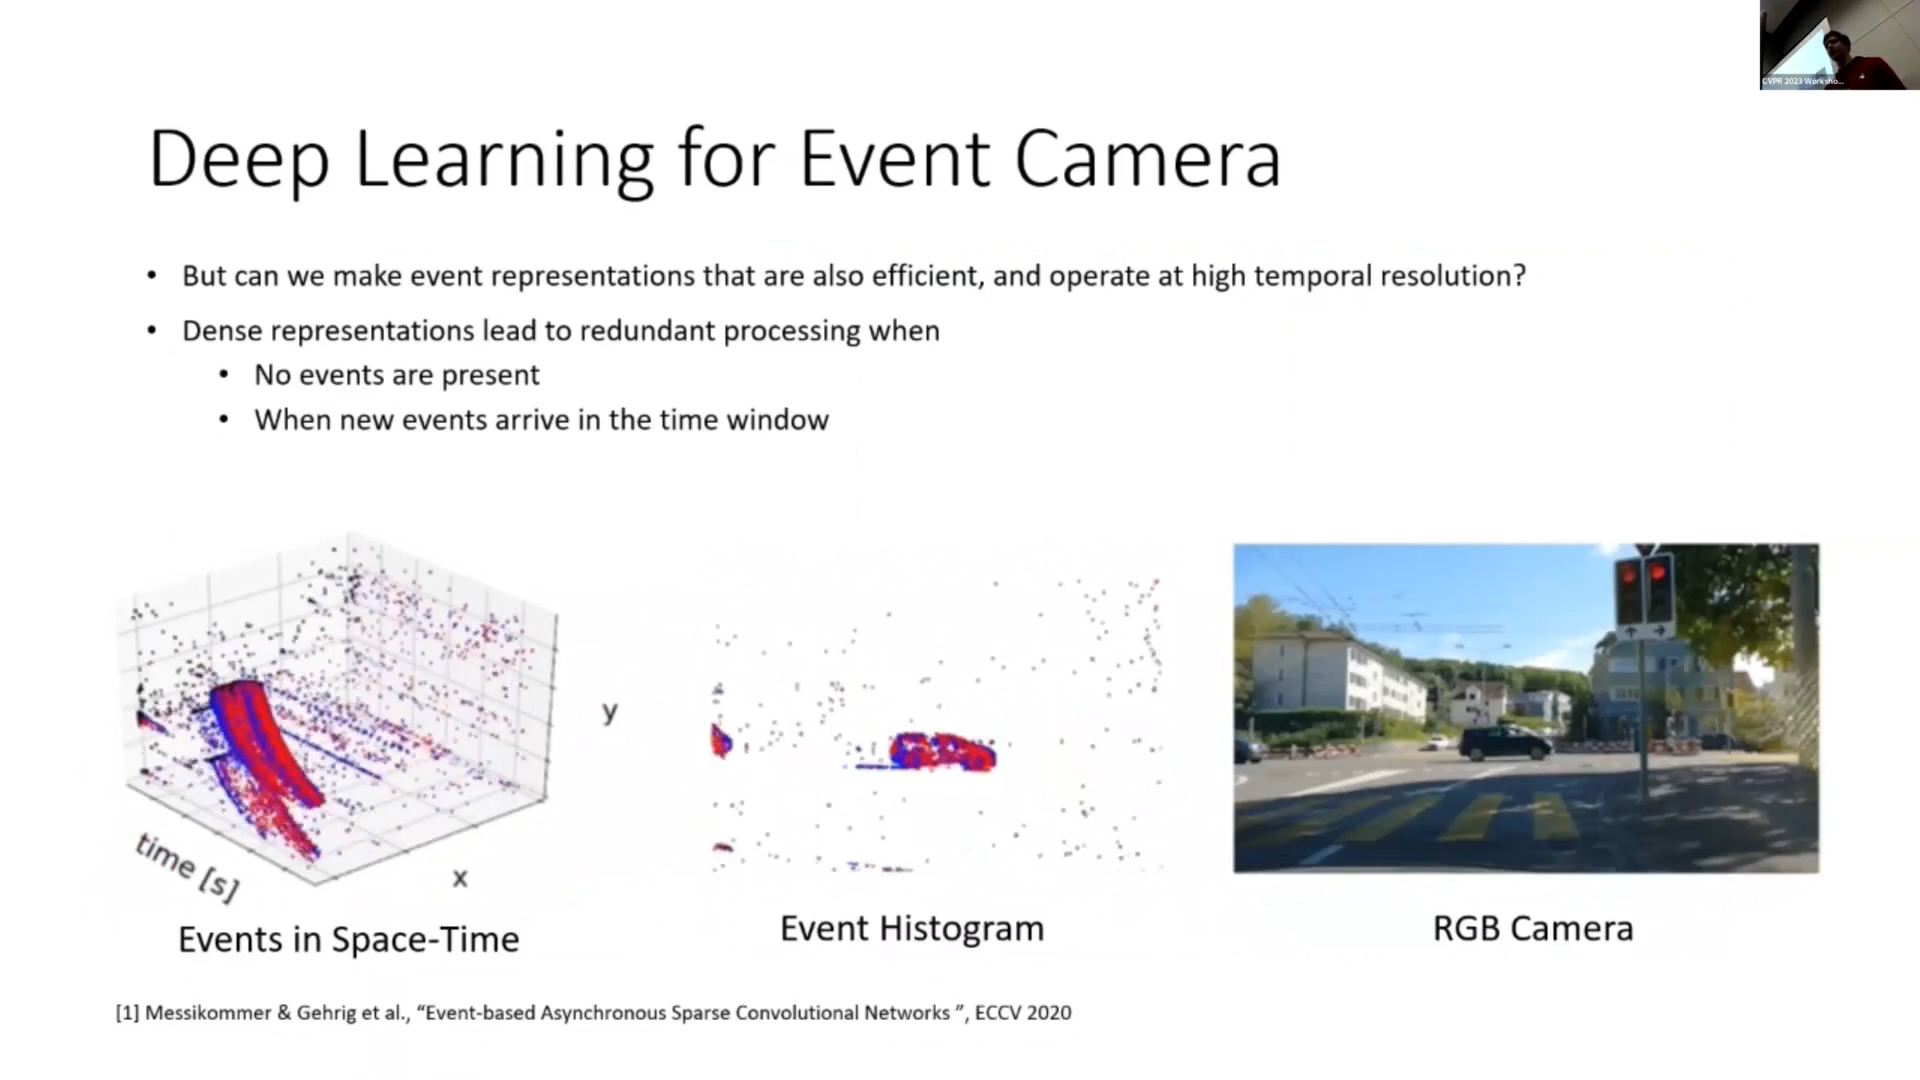 CVPR 2023 Worksho...
Deep Learning for Event Camera
• But can we make event representations that are also efficient, and operate at high temporal resolution?
• Dense representations lead to redundant processing when
• No events are present
• When new events arrive in the time window
y
time [s]
x
Events in Space-Time
Event Histogram
RGB Camera
[1] Messikommer & Gehrig et al., “Event-based Asynchronous Sparse Convolutional Networks ”, ECCV 2020